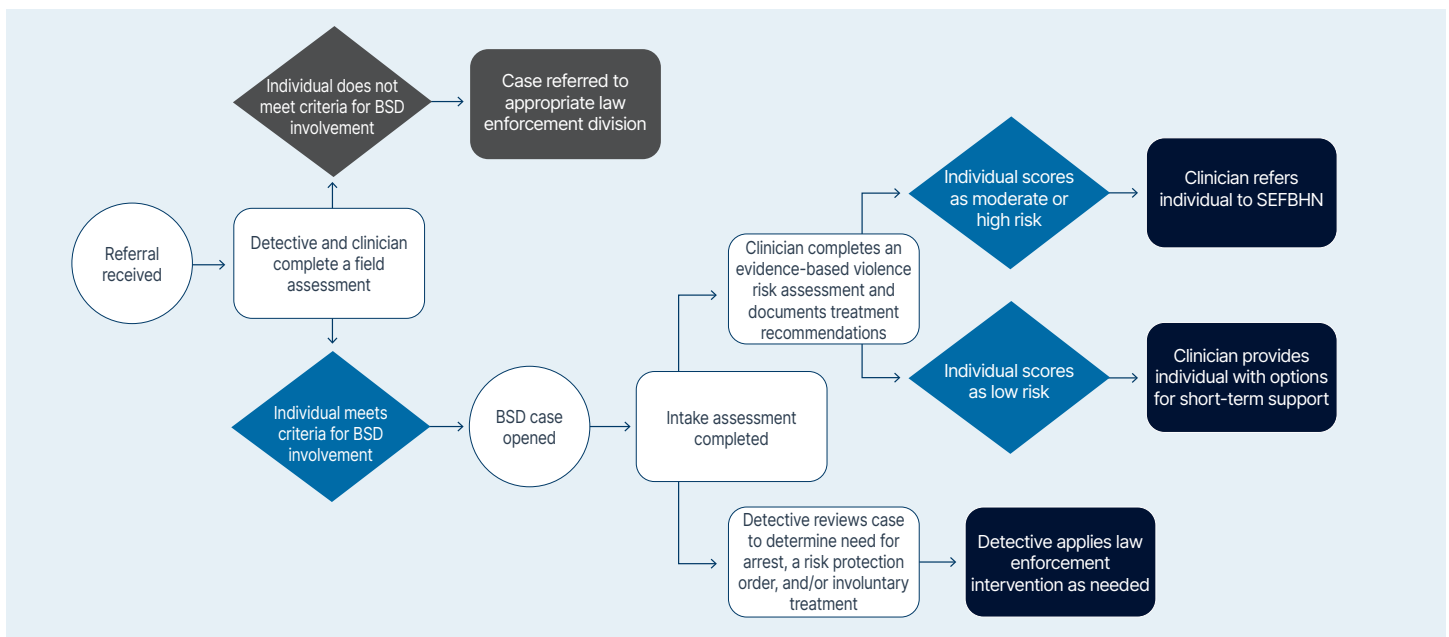 Individual does not
meet criteria for BSD
involvement
Case referred to
appropriate law
enforcement division
Referral
received
Detective and clinician
complete a field
assessment
Individual meets
criteria for BSD
involvement
BSD case
opened
Intake assessment
completed
Clinician completes an
evidence-based violence
risk assessment and
documents treatment
recommendations
Individual scores
as moderate or
high risk
Clinician refers
individual to SEFBHN
Individual scores
as low risk
Clinician provides
individual with options
for short-term support
Detective reviews case
to determine need for
arrest, a risk protection
order, and/or involuntary
treatment
Detective applies law
enforcement
intervention as needed